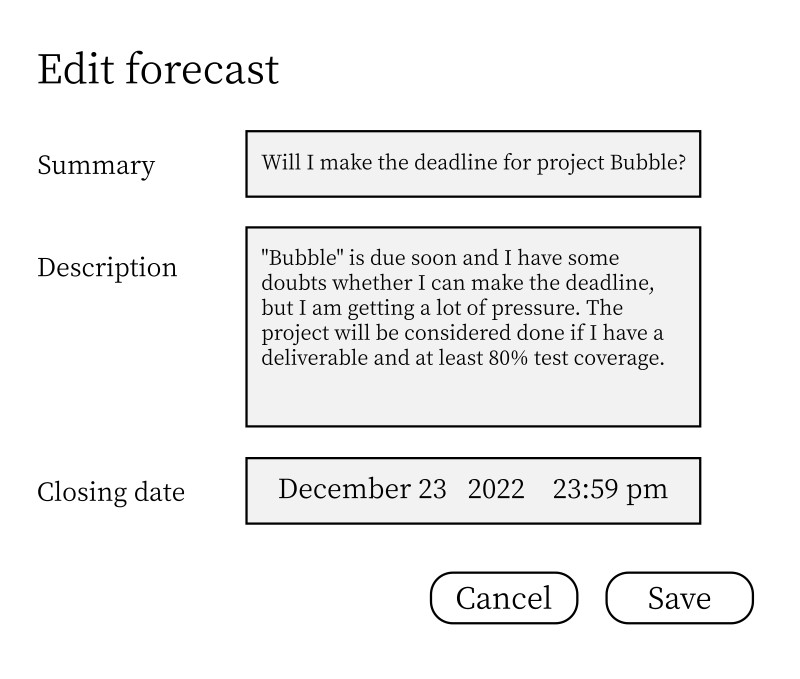 Edit forecast
Summary
Will I make the deadline for project Bubble?
Description
"Bubble" is due soon and I have some
doubts whether I can make the deadline,
but I am getting a lot of pressure. The
project will be considered done if I have a
deliverable and at least 80% test coverage.
Closing date
December 23 2022 23:59 pm
Cancel Save